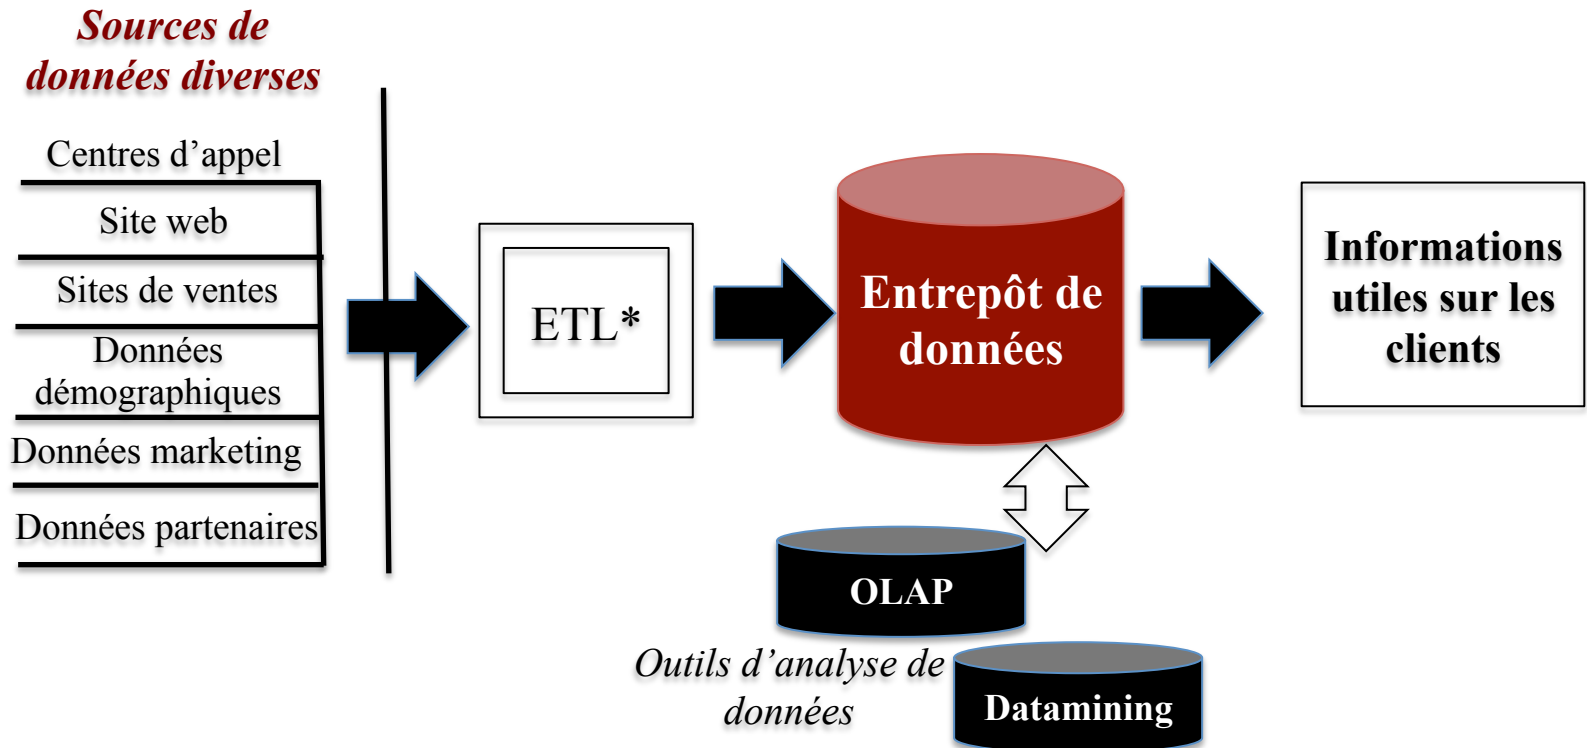 Sources de
données diverses
Centres d’appel
Site web
Sites de ventes
Données
démographiques
Données marketing
Données partenaires
ETL*
Entrepôt de
données
Informations
utiles sur les
clients
OLAP
Outils d’analyse de
données
Datamining